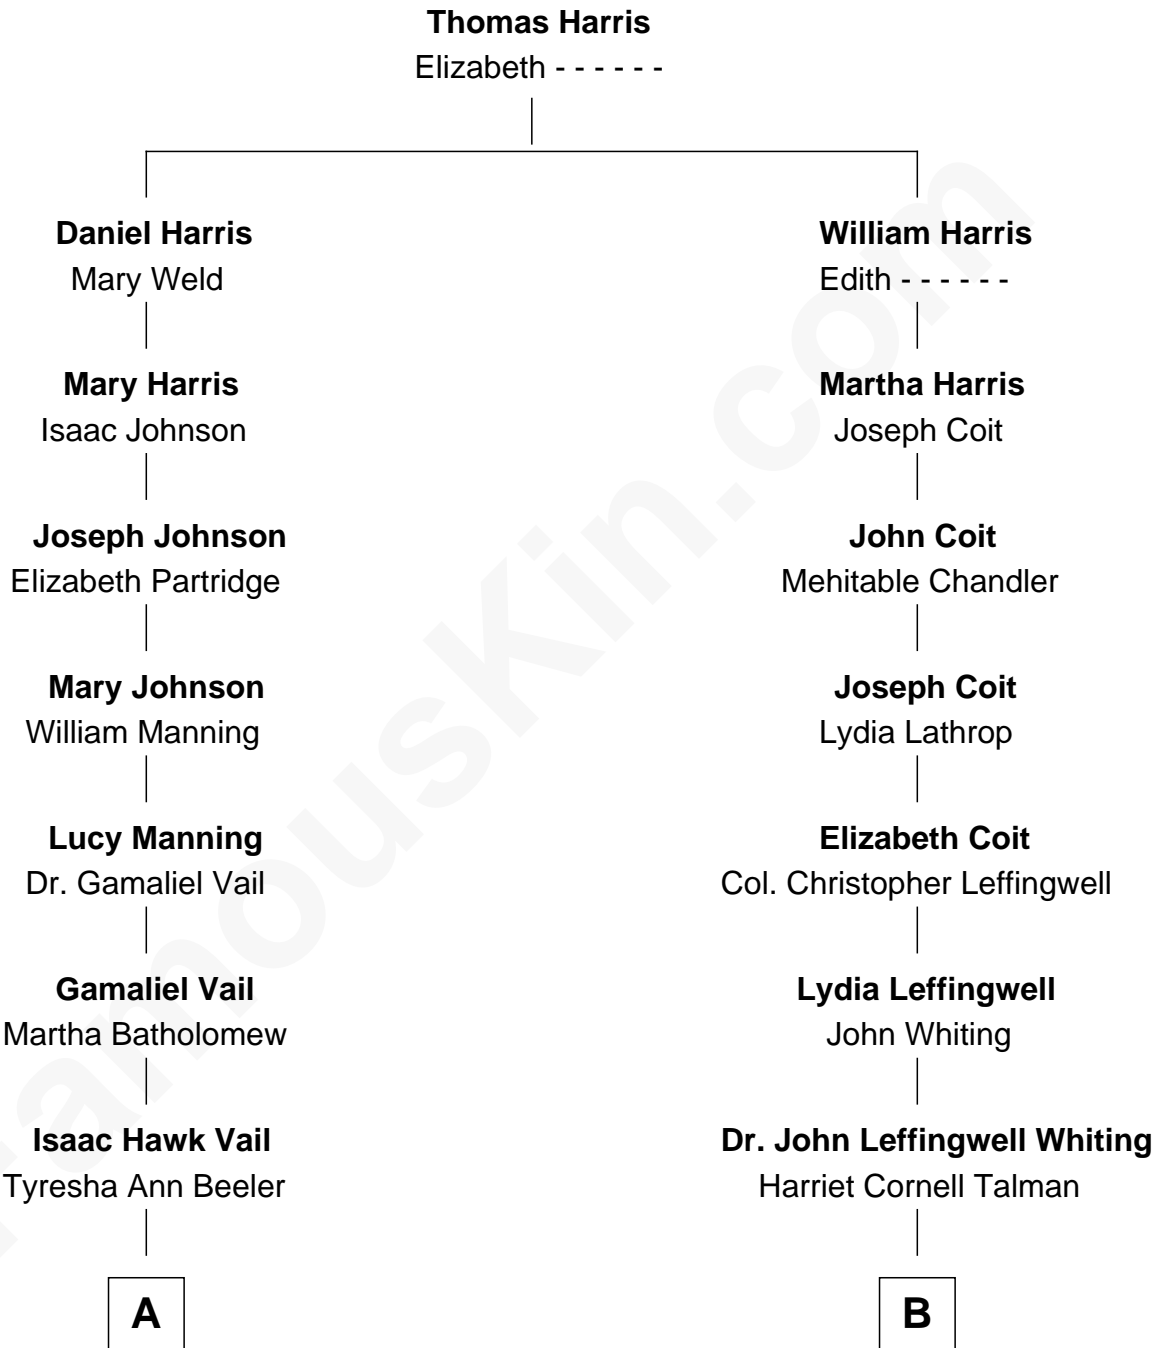 Thomas Harris
Elizabeth - - - - - -
Daniel Harris
Mary Weld
William Harris
Edith - - - - - -
Mary Harris
Isaac Johnson
Martha Harris
Joseph Coit
Joseph Johnson
Elizabeth Partridge
John Coit
Mehitable Chandler
Mary Johnson
William Manning
Joseph Coit
Lydia Lathrop
Lucy Manning
Dr. Gamaliel Vail
Elizabeth Coit
Col. Christopher Leffingwell
Gamaliel Vail
Martha Batholomew
Lydia Leffingwell
John Whiting
Isaac Hawk Vail
Tyresha Ann Beeler
Dr. John Leffingwell Whiting
Harriet Cornell Talman
A
B
FamousKin.com